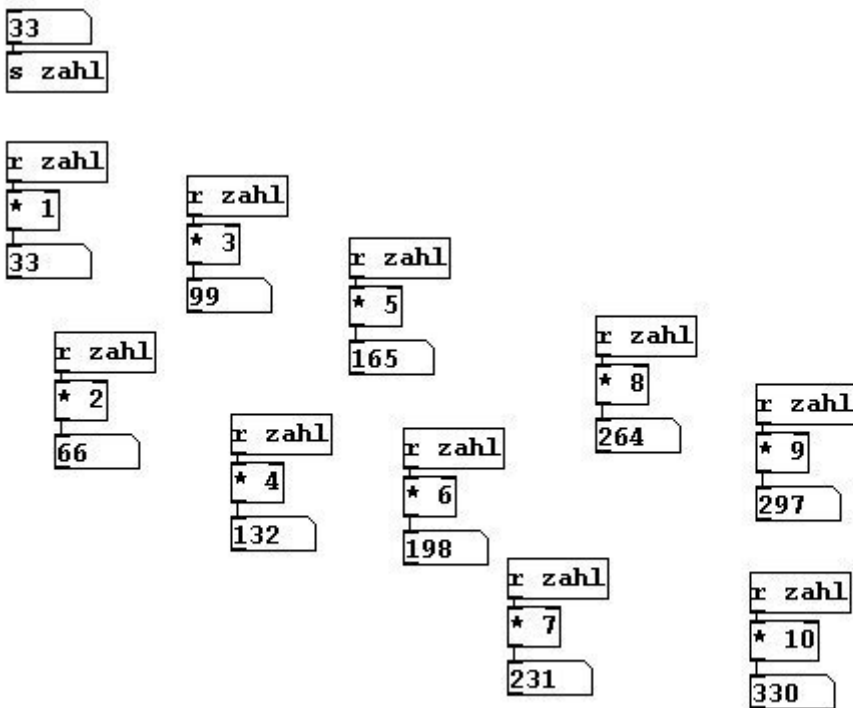 33
s zahl
r zahl
* 1
33
r zahl
* 3
99
r zahl
* 5
165
r zahl
* 2
66
r zahl
* 4
132
r zahl
* 6
198
r zahl
* 8
264
r zahl
* 9
297
r zahl
* 7
231
r zahl
* 10
330